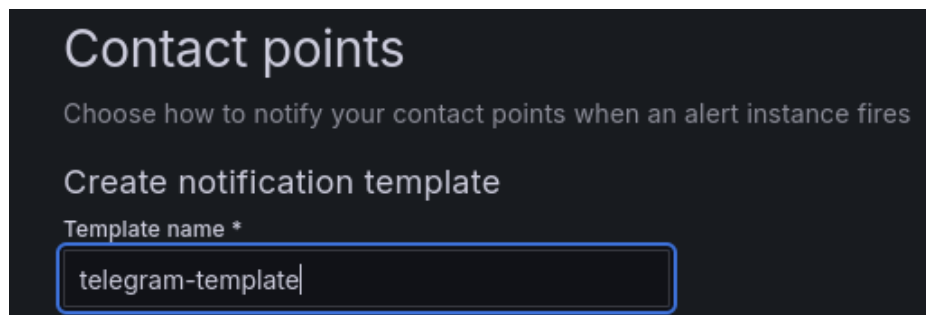 Contact points
Choose how to notify your contact points when an alert instance fires
Create notification template
Template name *
telegram-template